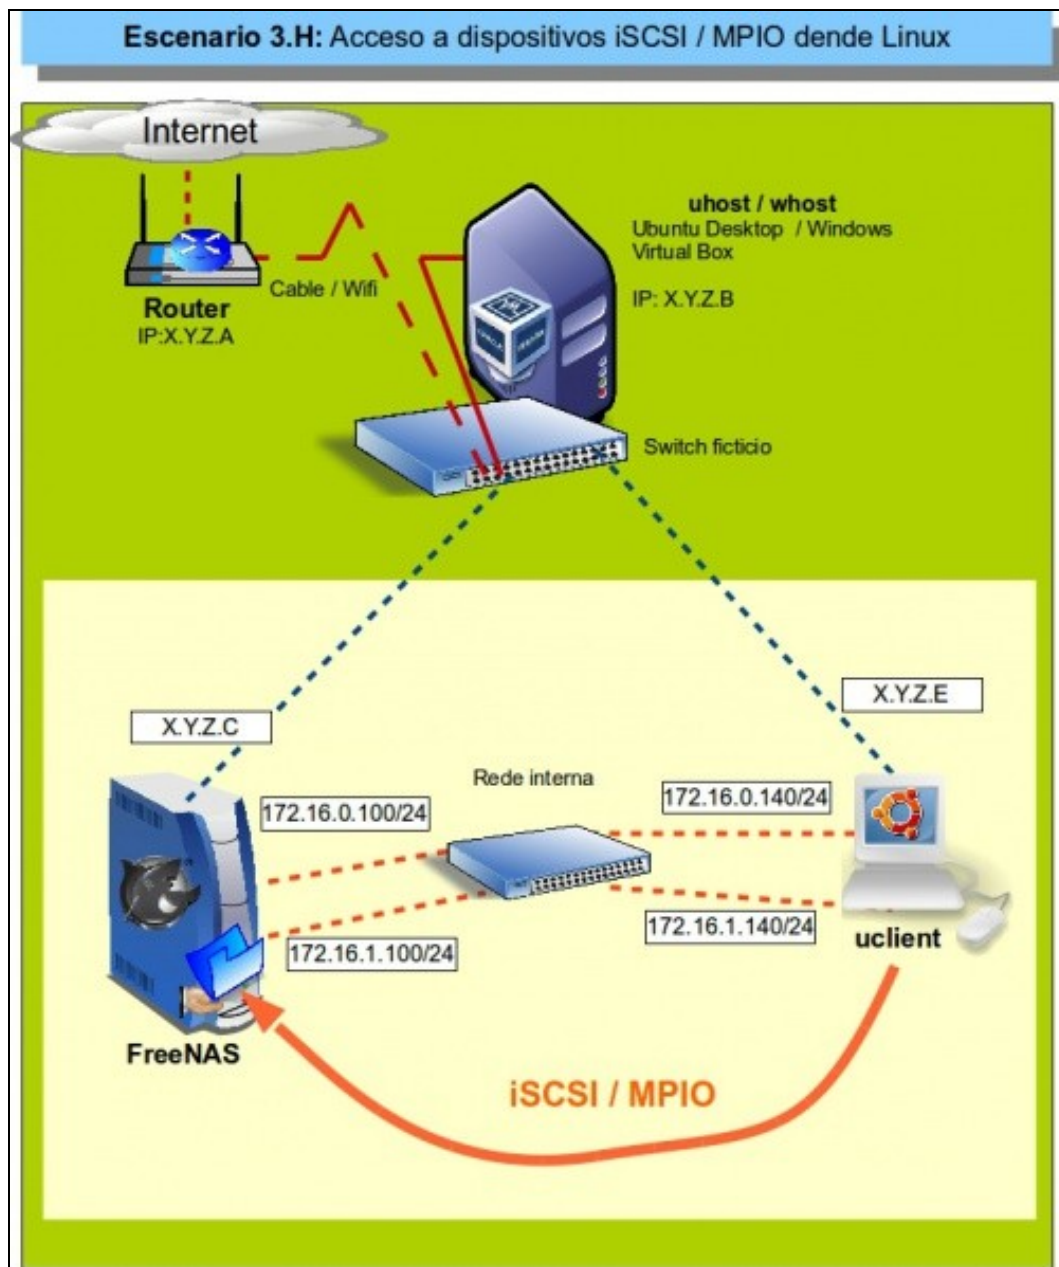 Escenario 3.H: Acceso a dispositivos iSCSI / MPIO dende Linux
Internet
uhost / whost
Ubuntu Desktop / Windows
Virtual Box
IP: X.Y.Z.B
Cable / Wifi
Router
IP:X.Y.Z.A
Switch ficticio
X.Y.Z.C
X.Y.Z.E
Rede interna
172.16.0.100/24
172.16.0.140/24
172.16.1.100/24
172.16.1.140/24
uclient
FreeNAS
iSCSI / MPIO